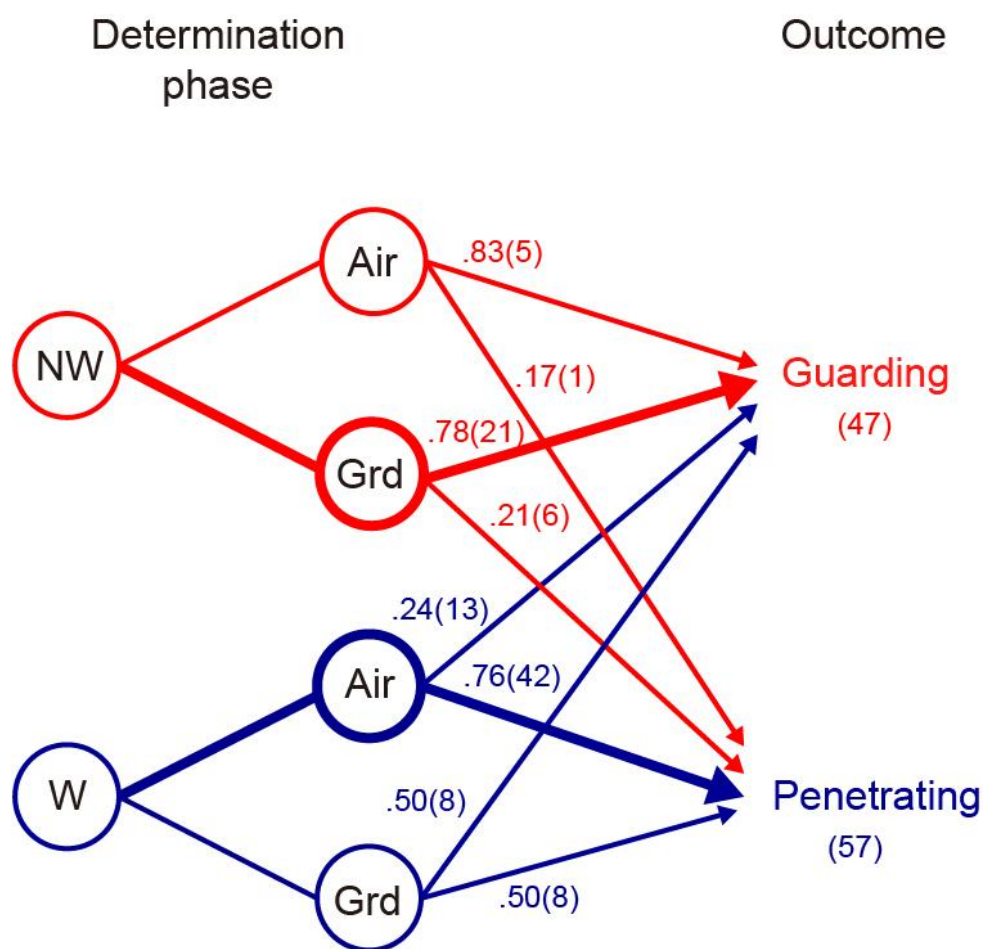 Determination
phase
Outcome
Air
.83(5)
NW
.17(1)
Guarding
(47)
.78(21)
Grd
.21(6)
.24(13)
Air
.76(42)
W
.50(8)
Penetrating
(57)
Grd
.50(8)